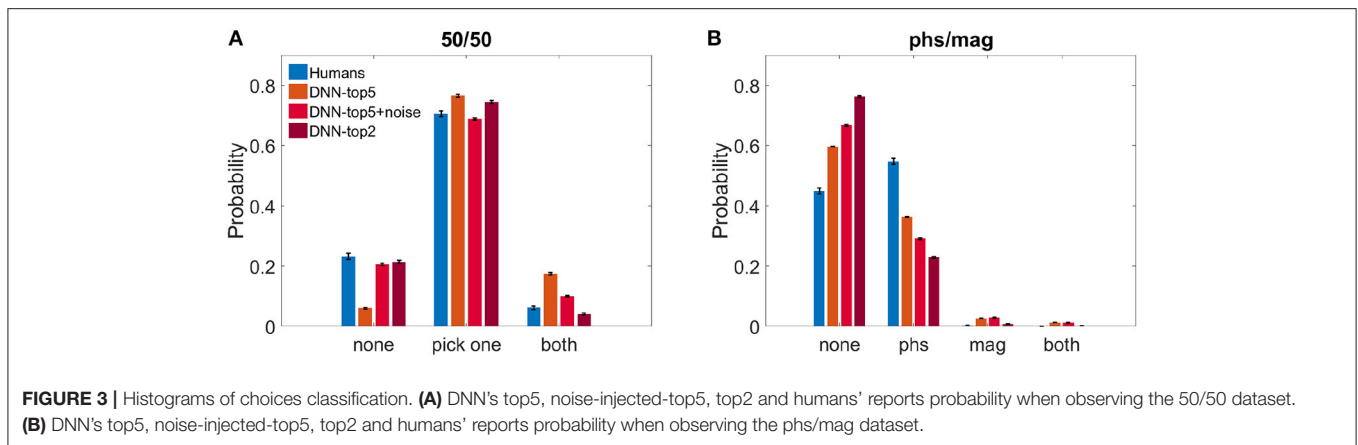 A
50/50
Humans
DNN-top5
DNN-top5+noise
DNN-top2
Probability
0.8
0.6
0.4
0.2
0
none pick one both
B
phs/mag
Probability
0.8
0.6
0.4
0.2
0
none phs mag both
FIGURE 3 | Histograms of choices classification. (A) DNN's top5, noise-injected-top5, top2 and humans' reports probability when observing the 50/50 dataset.
(B) DNN's top5, noise-injected-top5, top2 and humans' reports probability when observing the phs/mag dataset.